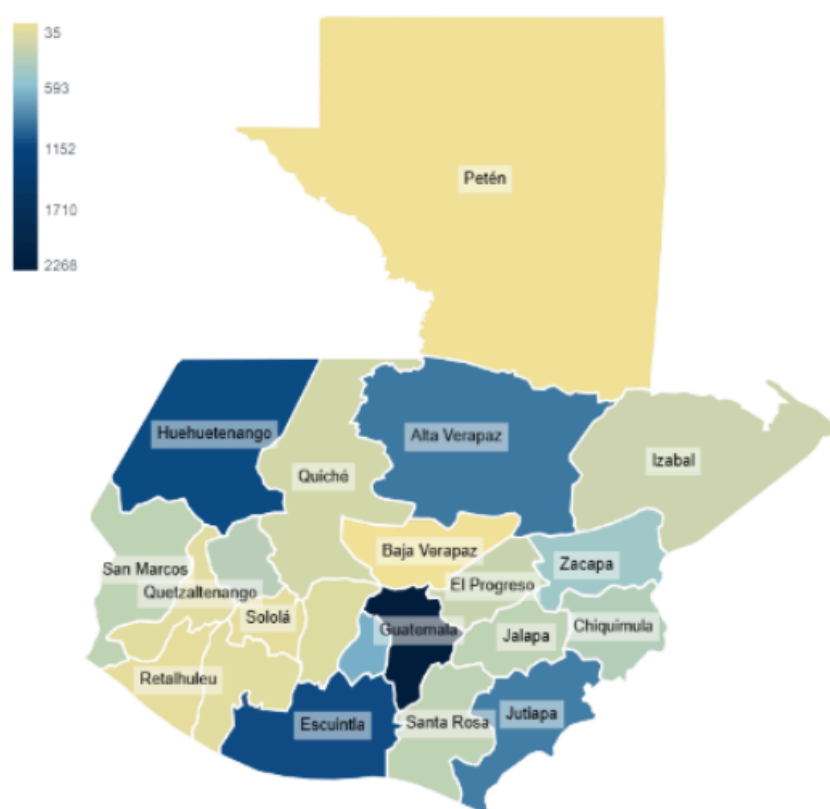 35
593
1152
1710
2268
Petén
Huehuetenango
Alta Verapaz
Izabal
Quiché
Baja Verapaz
Zacapa
San Marcos
El Progreso
Quetzaltenango
Sololá
Guatemala
Chiquimula
Jalapa
Retalhuleu
Escuintla
Santa Rosa
Jutiapa